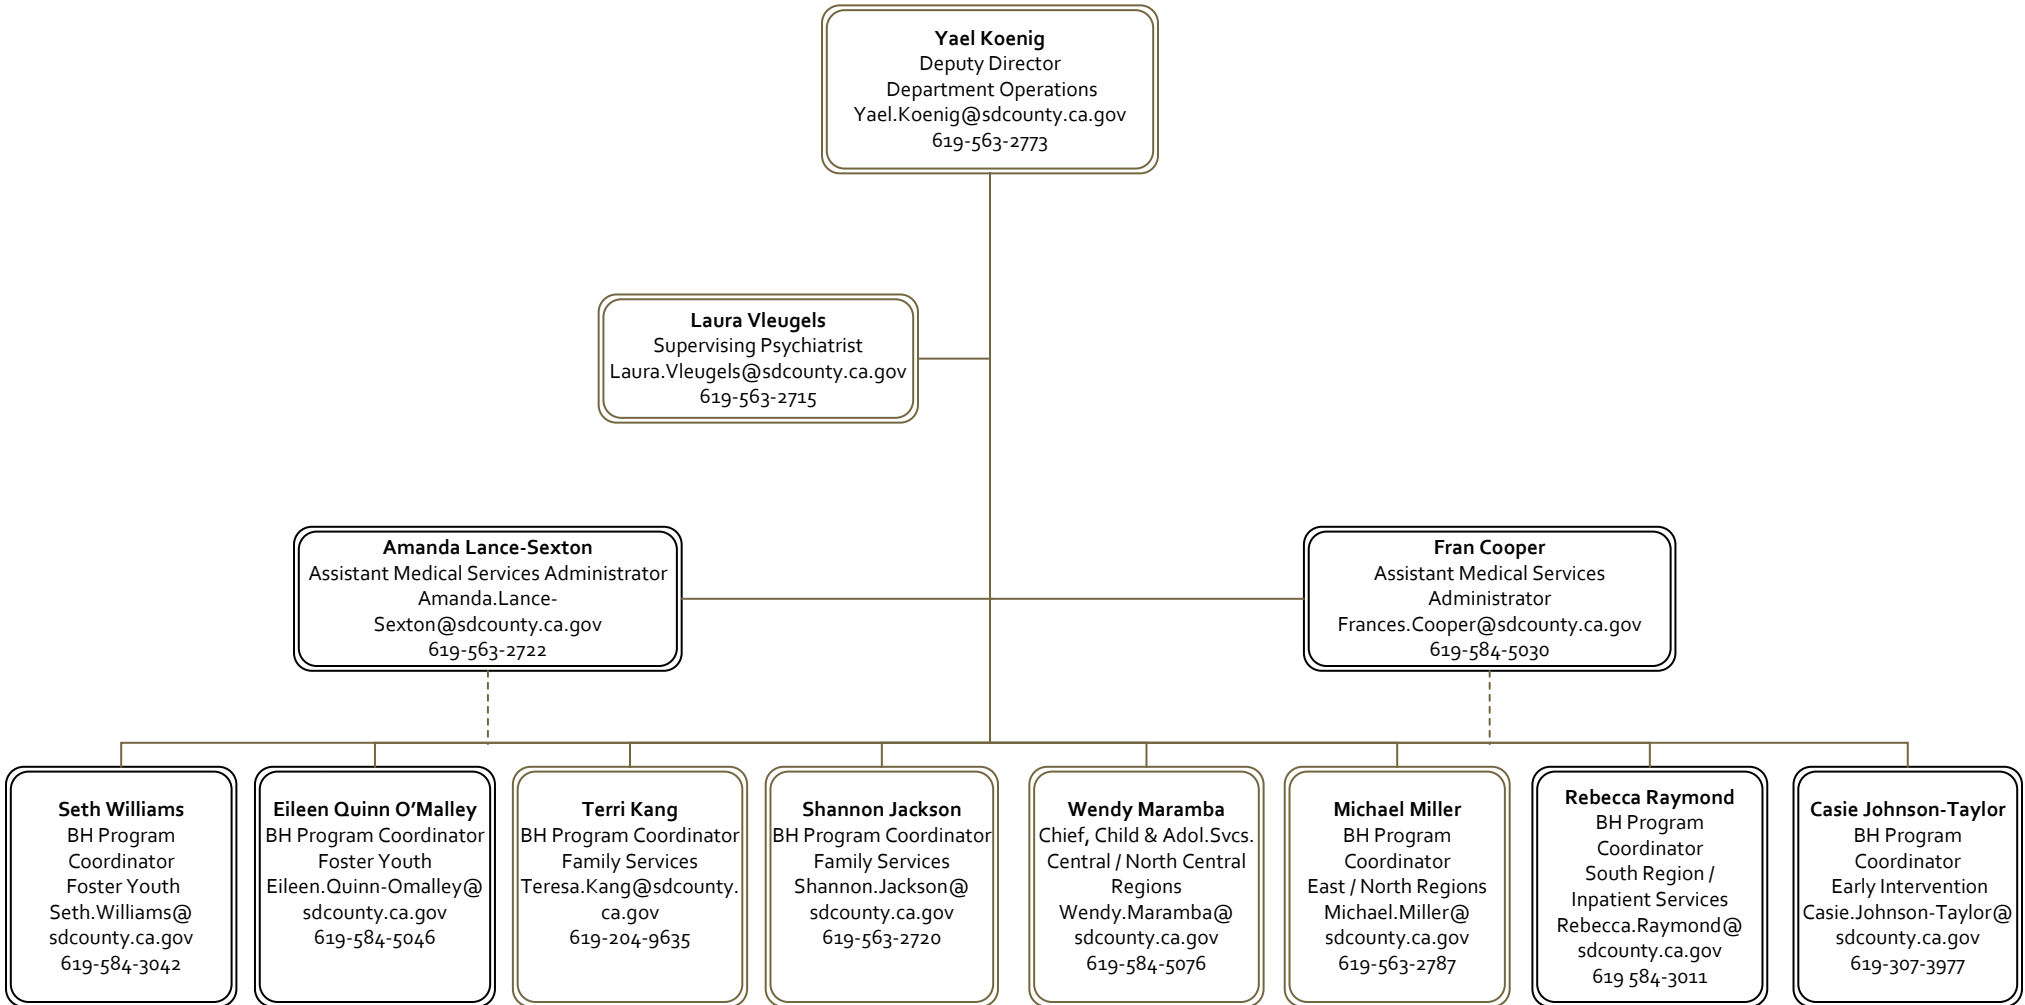 Yael Koenig
Deputy Director
Department Operations
Yael.Koenig@sdcounty.ca.gov
619-563-2773
Laura Vleugels
Supervising Psychiatrist
Laura.Vleugels@sdcounty.ca.gov
619-563-2715
Amanda Lance-Sexton
Assistant Medical Services Administrator
Amanda.Lance-
Sexton@sdcounty.ca.gov
619-563-2722
Fran Cooper
Assistant Medical Services
Administrator
Frances.Cooper@sdcounty.ca.gov
619-584-5030
Seth Williams
BH Program
Coordinator
Foster Youth
Seth.Williams@
sdcounty.ca.gov
619-584-3042
Eileen Quinn O’Malley
BH Program Coordinator
Foster Youth
Eileen.Quinn-Omalley@
sdcounty.ca.gov
619-584-5046
Terri Kang
BH Program Coordinator
Family Services
Teresa.Kang@sdcounty.
ca.gov
619-204-9635
Shannon Jackson
BH Program Coordinator
Family Services
Shannon.Jackson@
sdcounty.ca.gov
619-563-2720
Wendy Maramba
Chief, Child & Adol.Svcs.
Central / North Central
Regions
Wendy.Maramba@
sdcounty.ca.gov
619-584-5076
Michael Miller
BH Program
Coordinator
East / North Regions
Michael.Miller@
sdcounty.ca.gov
619-563-2787
Rebecca Raymond
BH Program
Coordinator
South Region /
Inpatient Services
Rebecca.Raymond@
sdcounty.ca.gov
619 584-3011
Casie Johnson-Taylor
BH Program
Coordinator
Early Intervention
Casie.Johnson-Taylor@
sdcounty.ca.gov
619-307-3977